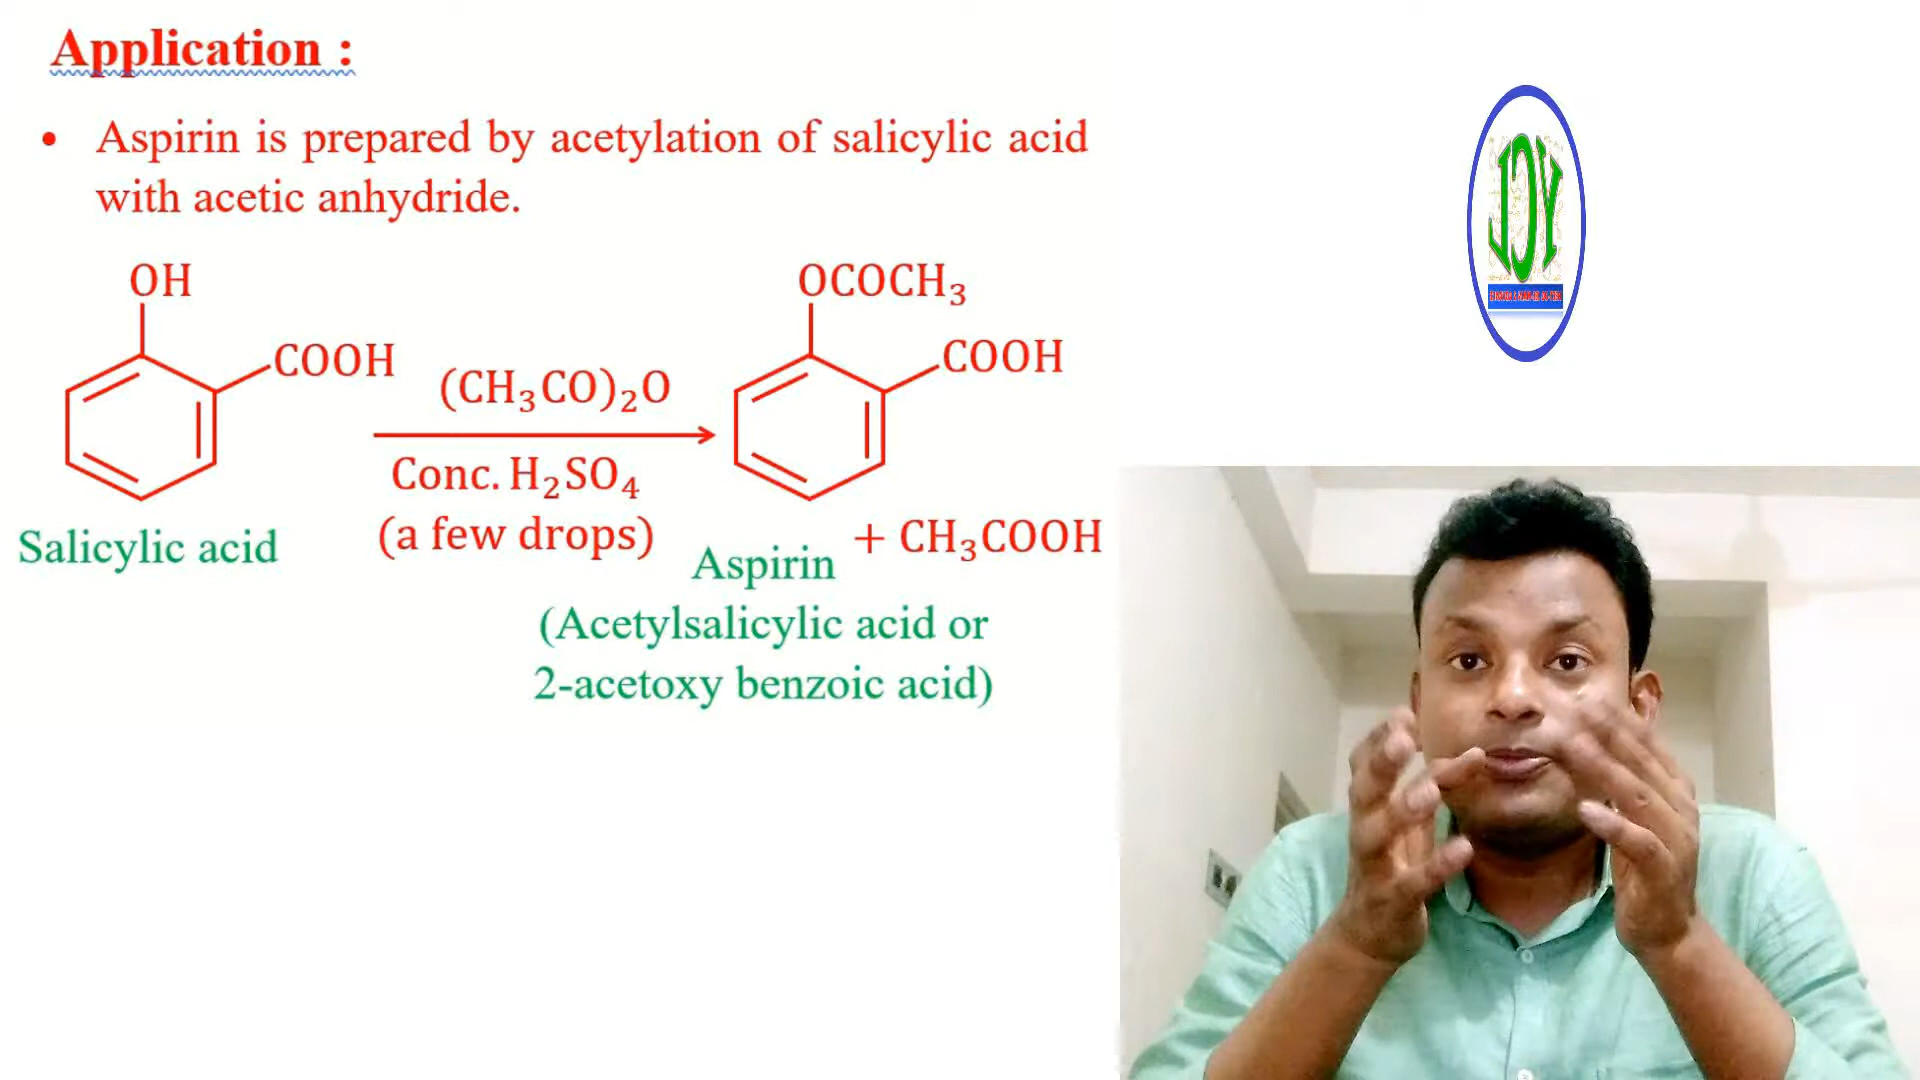 Application :
• Aspirin is prepared by acetylation of salicylic acid
with acetic anhydride.
OH
COOH
(CH₃CO)₂O
Conc. H₂SO₄
(a few drops)
Salicylic acid
OCOCH₃
COOH
+ CH₃COOH
Aspirin
(Acetylsalicylic acid or
2-acetoxy benzoic acid)